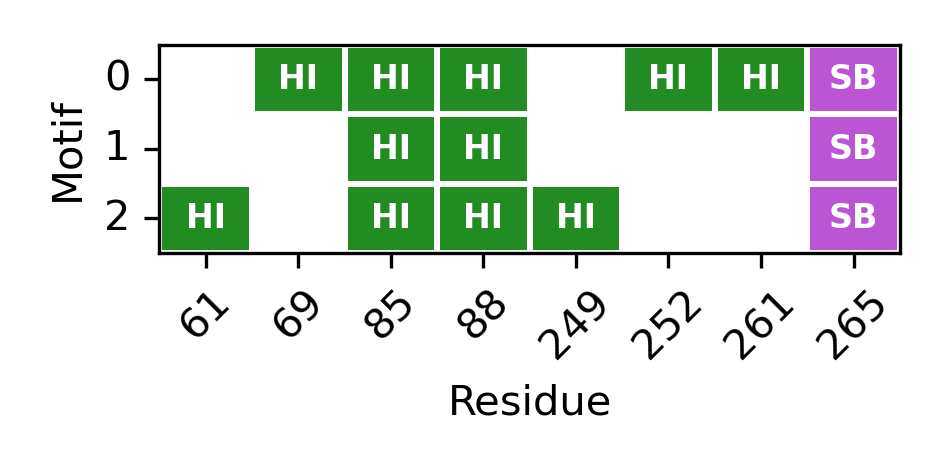 0 HI HI HI HI HI SB
1 HI HI SB
2 HI HI HI HI SB
Motif
61 69 85 88 249 252 261 265
Residue